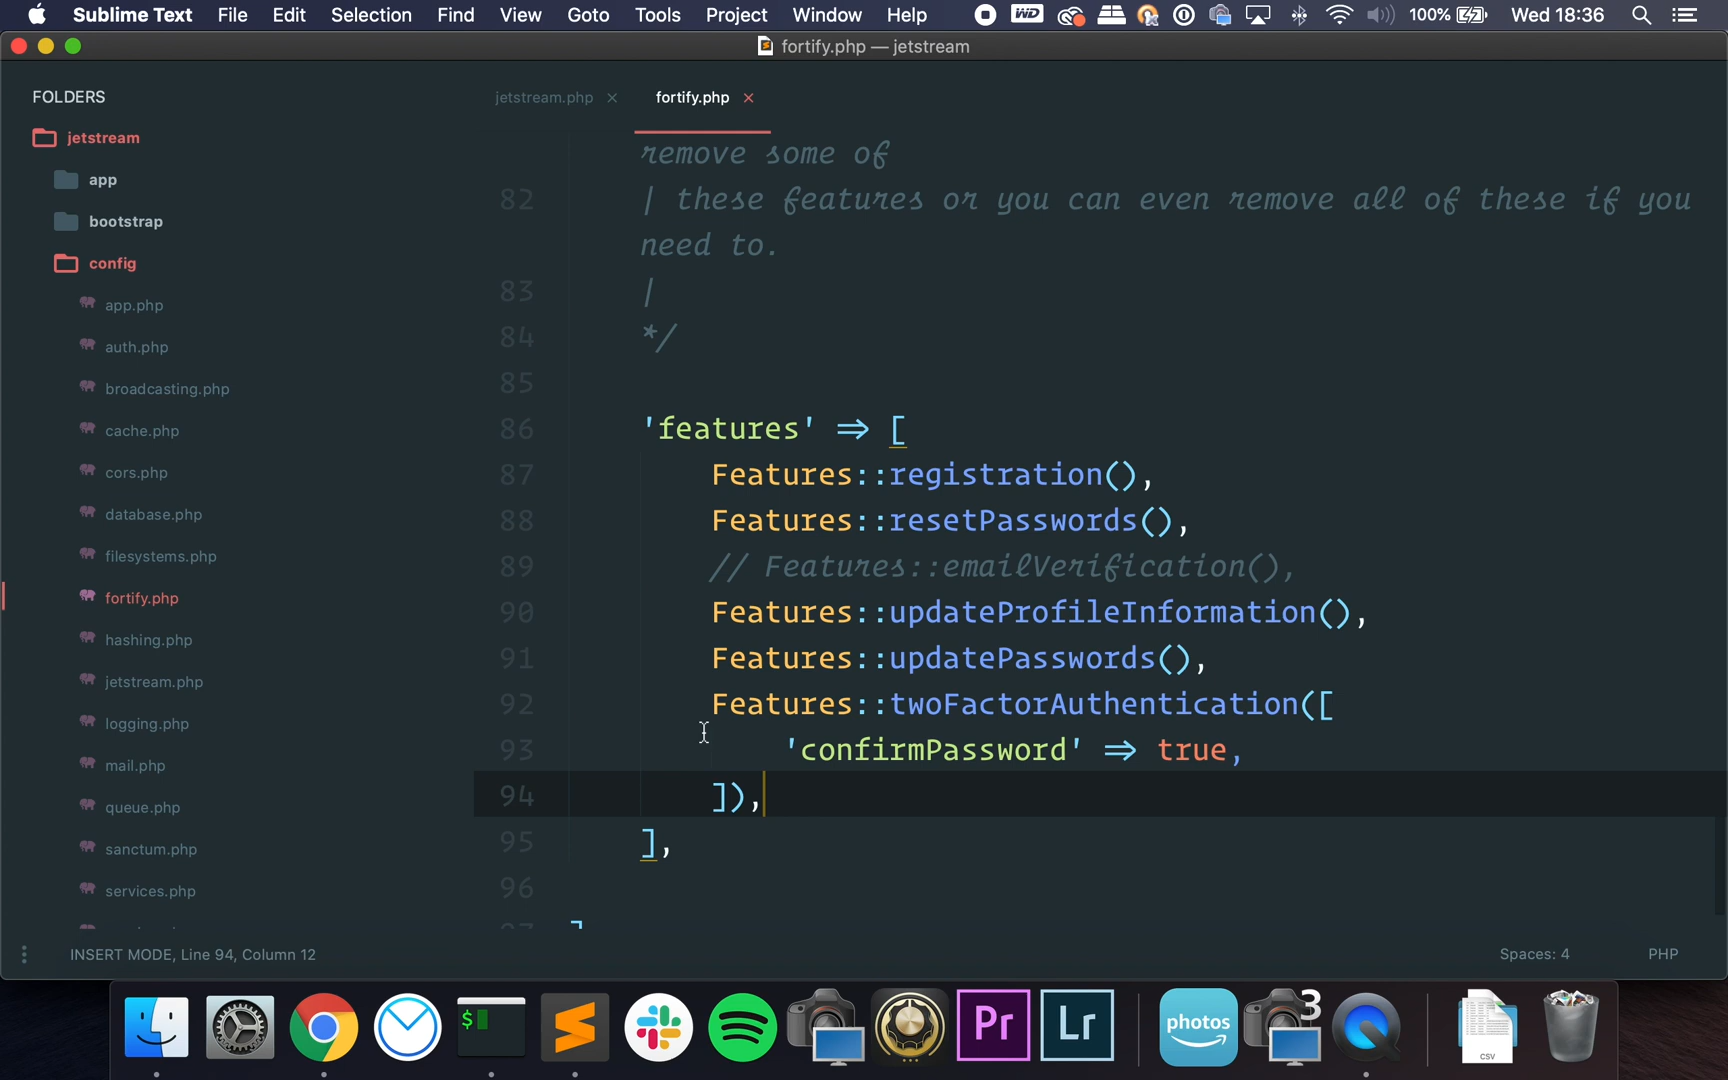 Sublime Text File Edit Selection Find View Goto Tools Project Window Help WD 100% Wed 18:36
fortify.php — jetstream
FOLDERS
jetstream
app
bootstrap
config
app.php
auth.php
broadcasting.php
cache.php
cors.php
database.php
filesystems.php
fortify.php
hashing.php
jetstream.php
logging.php
mail.php
queue.php
sanctum.php
services.php
jetstream.php × fortify.php ×
remove some of
82 | these features or you can even remove all of these if you
need to.
83 |
84 */
85
86 'features' => [
87 Features::registration(),
88 Features::resetPasswords(),
89 // Features::emailVerification(),
90 Features::updateProfileInformation(),
91 Features::updatePasswords(),
92 Features::twoFactorAuthentication([
93 'confirmPassword' => true,
94 ]),
95 ],
96
INSERT MODE, Line 94, Column 12 Spaces: 4 PHP
$ Pr Lr photos 3 CSV